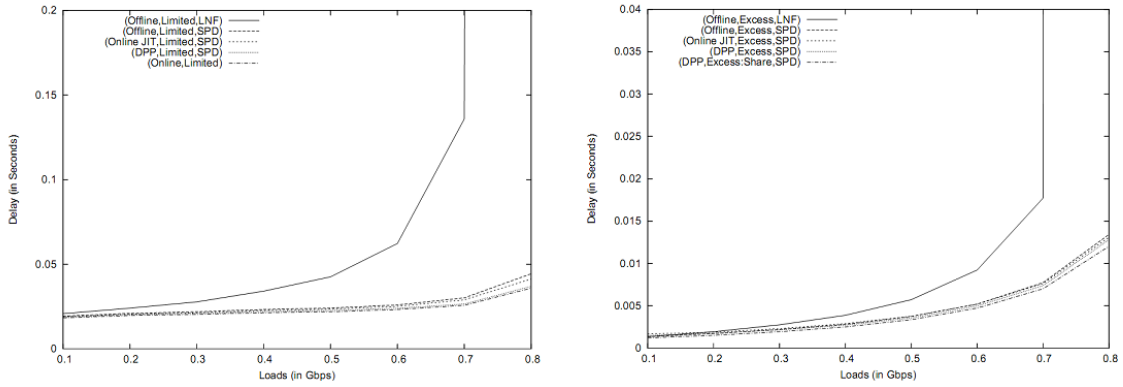 (Offline,Limited,LNF)
(Offline,Limited,SPD)
(Online JIT,Limited,SPD)
(DPP,Limited,SPD)
(Online,Limited)
0.2
0.15
0.1
0.05
0
Delay (in Seconds)
0.1 0.2 0.3 0.4 0.5 0.6 0.7 0.8
Loads (in Gbps)
(Offline,Excess,LNF)
(Offline,Excess,SPD)
(Online JIT,Excess,SPD)
(DPP,Excess,SPD)
(DPP,Excess:Share,SPD)
0.04
0.035
0.03
0.025
0.02
0.015
0.01
0.005
0
Delay (in Seconds)
0.1 0.2 0.3 0.4 0.5 0.6 0.7 0.8
Loads (in Gbps)